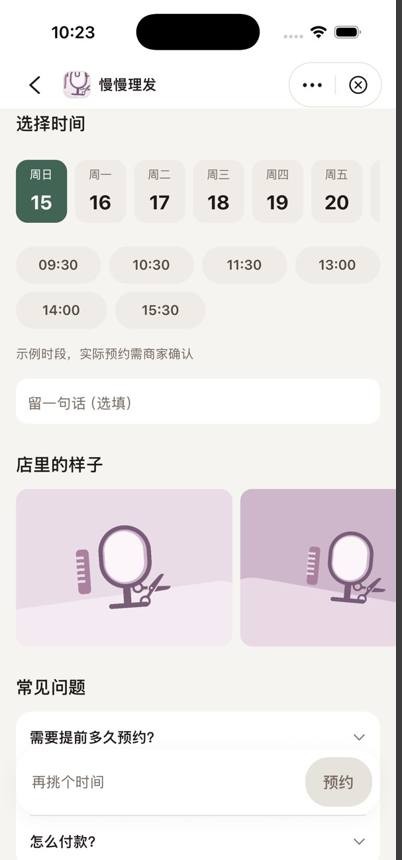 10:23
慢慢理发
选择时间
周日 周一 周二 周三 周四 周五
15 16 17 18 19 20
09:30 10:30 11:30 13:00
14:00 15:30
示例时段，实际预约需商家确认
留一句话 (选填)
店里的样子
常见问题
需要提前多久预约?
再挑个时间 预约
怎么付款?